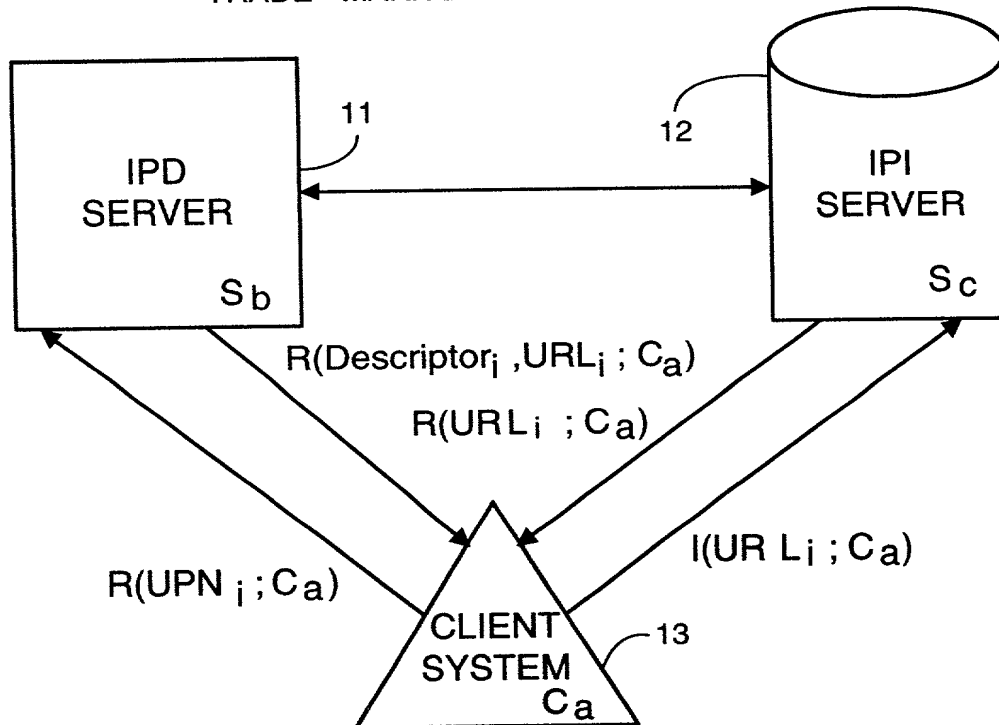 11
12
IPD
SERVER
Sb
IPI
SERVER
Sc
R(Descriptori ,URLi ; Ca)
R(URLi ; Ca)
R(UPN i ; Ca)
I(UR Li ; Ca)
CLIENT
SYSTEM
Ca
13